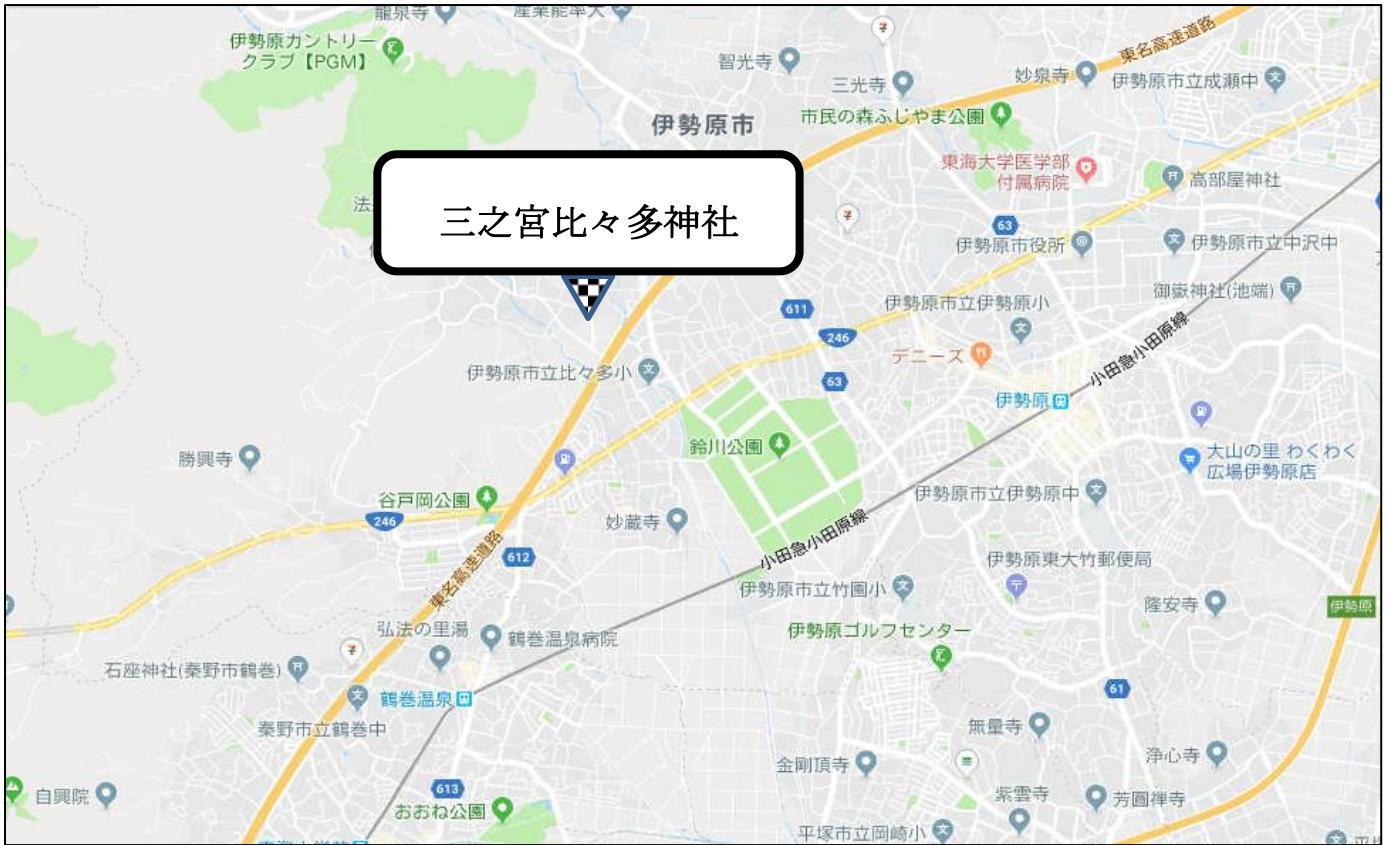 龍泉寺
産業能率大
伊勢原カントリー
クラブ【PGM】
智光寺
三光寺
妙泉寺
東名高速道路
伊勢原市立成瀬中
伊勢原市
市民の森ふじやま公園
東海大学医学部
付属病院
高部屋神社
三之宮比々多神社
63
伊勢原市役所
伊勢原市立中沢中
御嶽神社(池端)
611
伊勢原市立伊勢原小
246
デニーズ
小田急小田原線
伊勢原市立比々多小
63
伊勢原
鈴川公園
勝興寺
大山の里 わくわく
広場伊勢原店
谷戸岡公園
伊勢原市立伊勢原中
246
妙蔵寺
小田急小田原線
612
東名高速道路
伊勢原東大竹郵便局
伊勢原市立竹園小
隆安寺
伊勢原
弘法の里湯
鶴巻温泉病院
伊勢原ゴルフセンター
石座神社(秦野市鶴巻)
鶴巻温泉
61
秦野市立鶴巻中
無量寺
浄心寺
金剛頂寺
自興院
613
おおね公園
紫雲寺
芳圓禅寺
平塚市立岡崎小